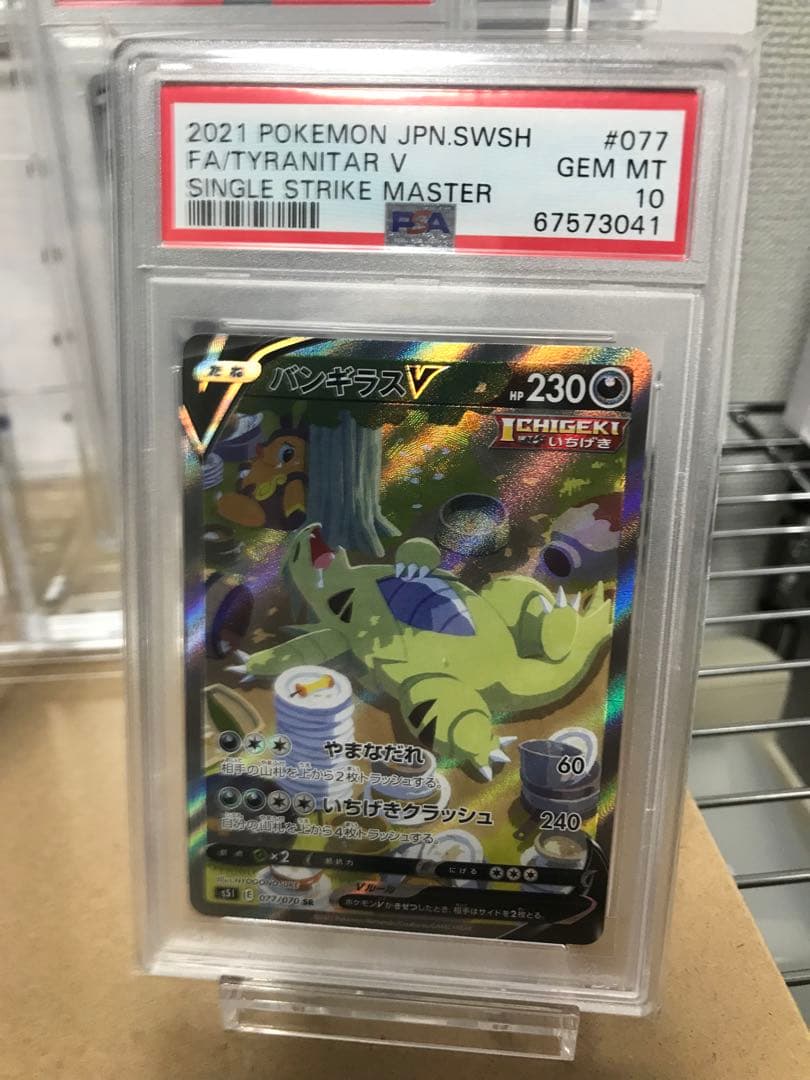 2021 POKEMON JPN.SWSH #077
FA/TYRANITAR V GEM MT
SINGLE STRIKE MASTER 10
PSA 67573041
たね バンギラスV HP 230
ICHIGEKI
いちげき
やまなだれ 60
相手の山札を上から2枚トラッシュする。
いちげきクラッシュ 240
自分の山札を上から4枚トラッシュする。
弱点 ×2 抵抗力 にげる
Vルール
ポケモンVがきぜつしたとき、相手はサイドを2枚とる。
s5I E 077/070 SR